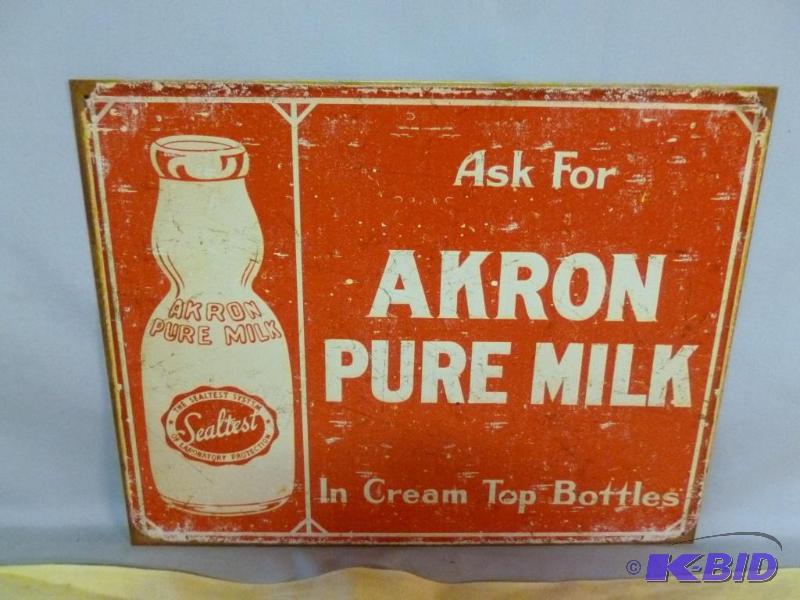 AKRON
PURE MILK
THE SEALTEST SYSTEM
Sealtest
OF LABORATORY PROTECTION
Ask For
AKRON
PURE MILK
In Cream Top Bottles
© K-BID